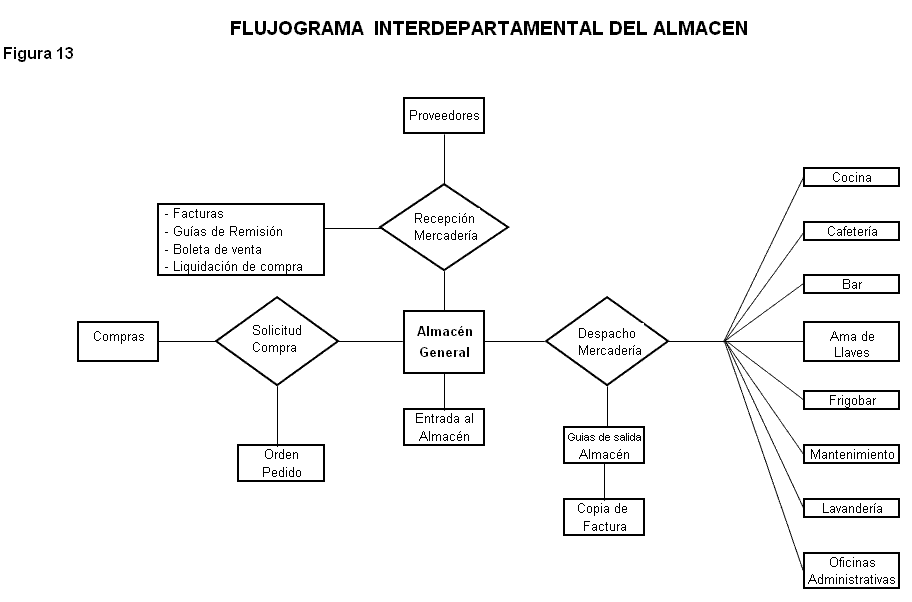 FLUJOGRAMA INTERDEPARTAMENTAL DEL ALMACEN
Figura 13
Proveedores
Recepción
Mercadería
- Facturas
- Guías de Remisión
- Boleta de venta
- Liquidación de compra
Compras
Solicitud
Compra
Orden
Pedido
Almacén
General
Entrada al
Almacén
Despacho
Mercadería
Guias de salida
Almacén
Copia de
Factura
Cocina
Cafetería
Bar
Ama de
Llaves
Frigobar
Mantenimiento
Lavandería
Oficinas
Administrativas